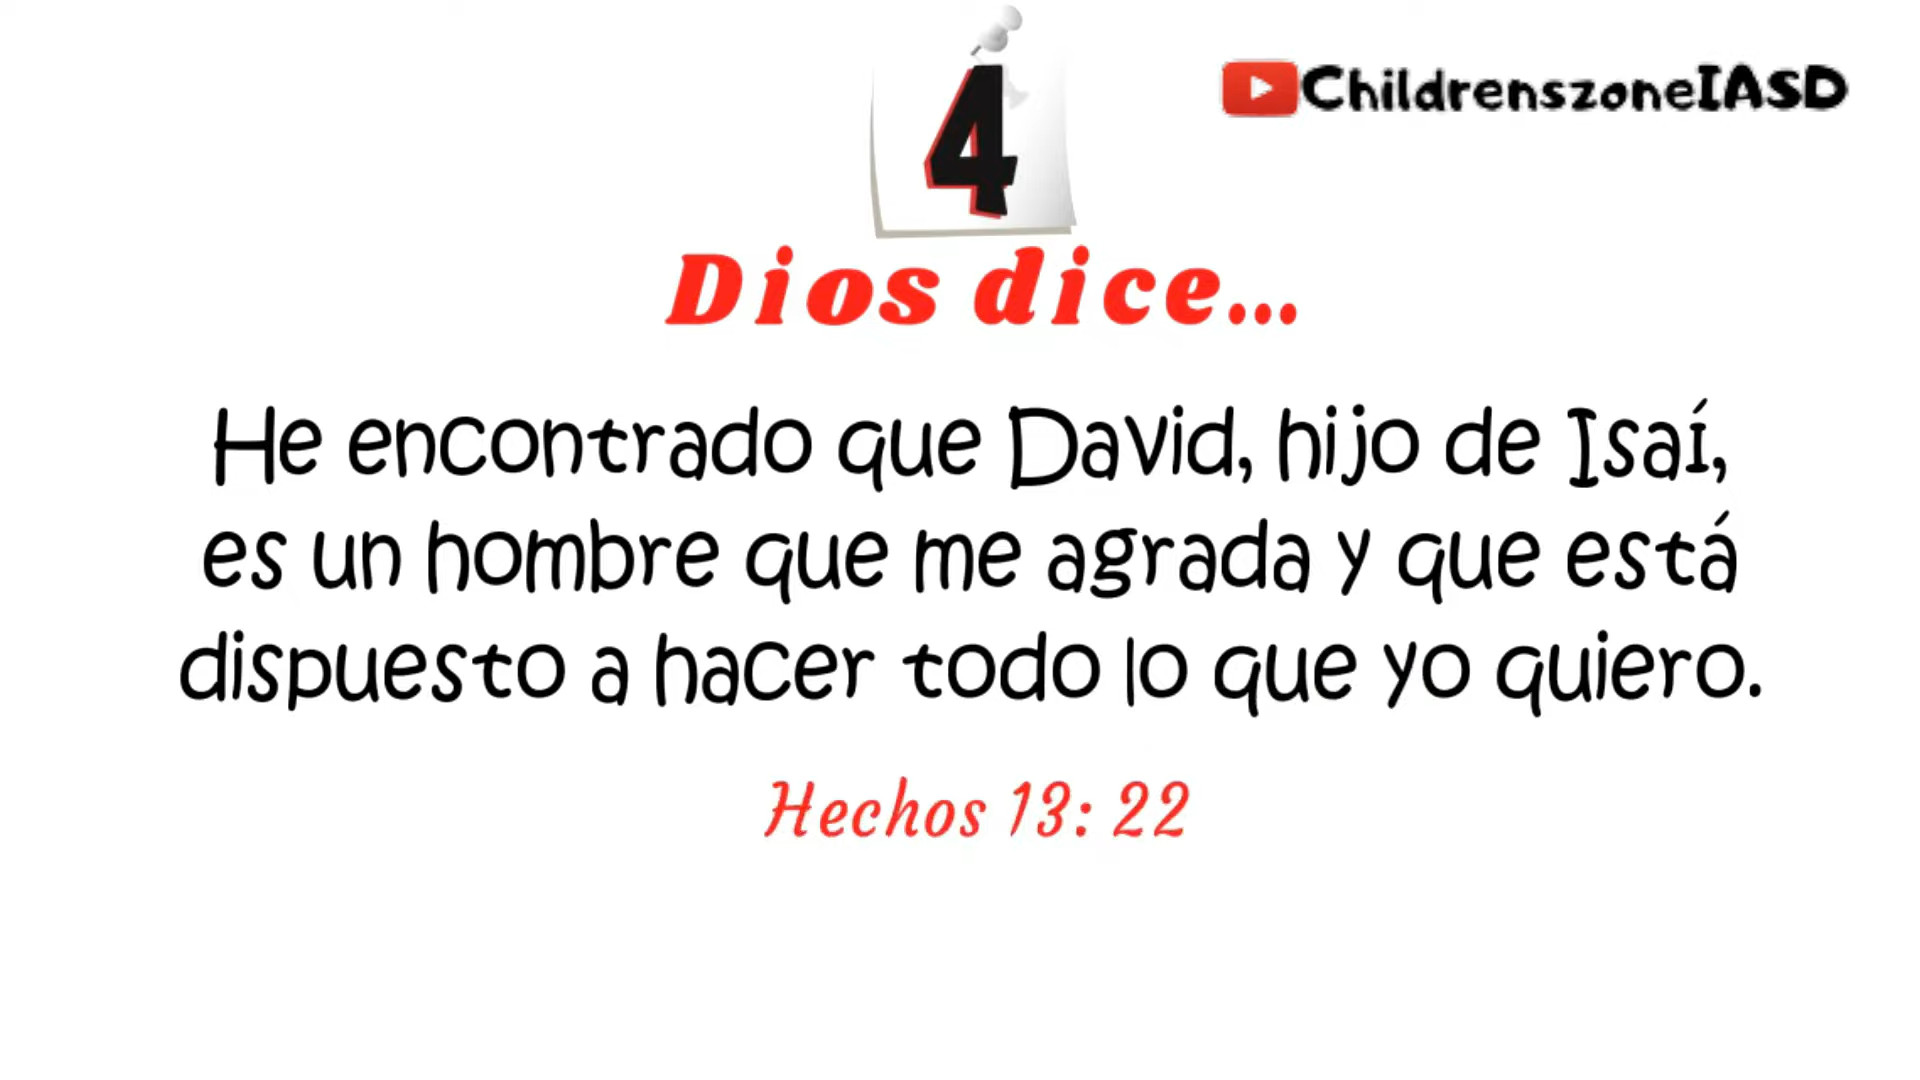 4
ChildrenszoneIASD
Dios dice...
He encontrado que David, hijo de Isaí,
es un hombre que me agrada y que está
dispuesto a hacer todo lo que yo quiero.
Hechos 13: 22